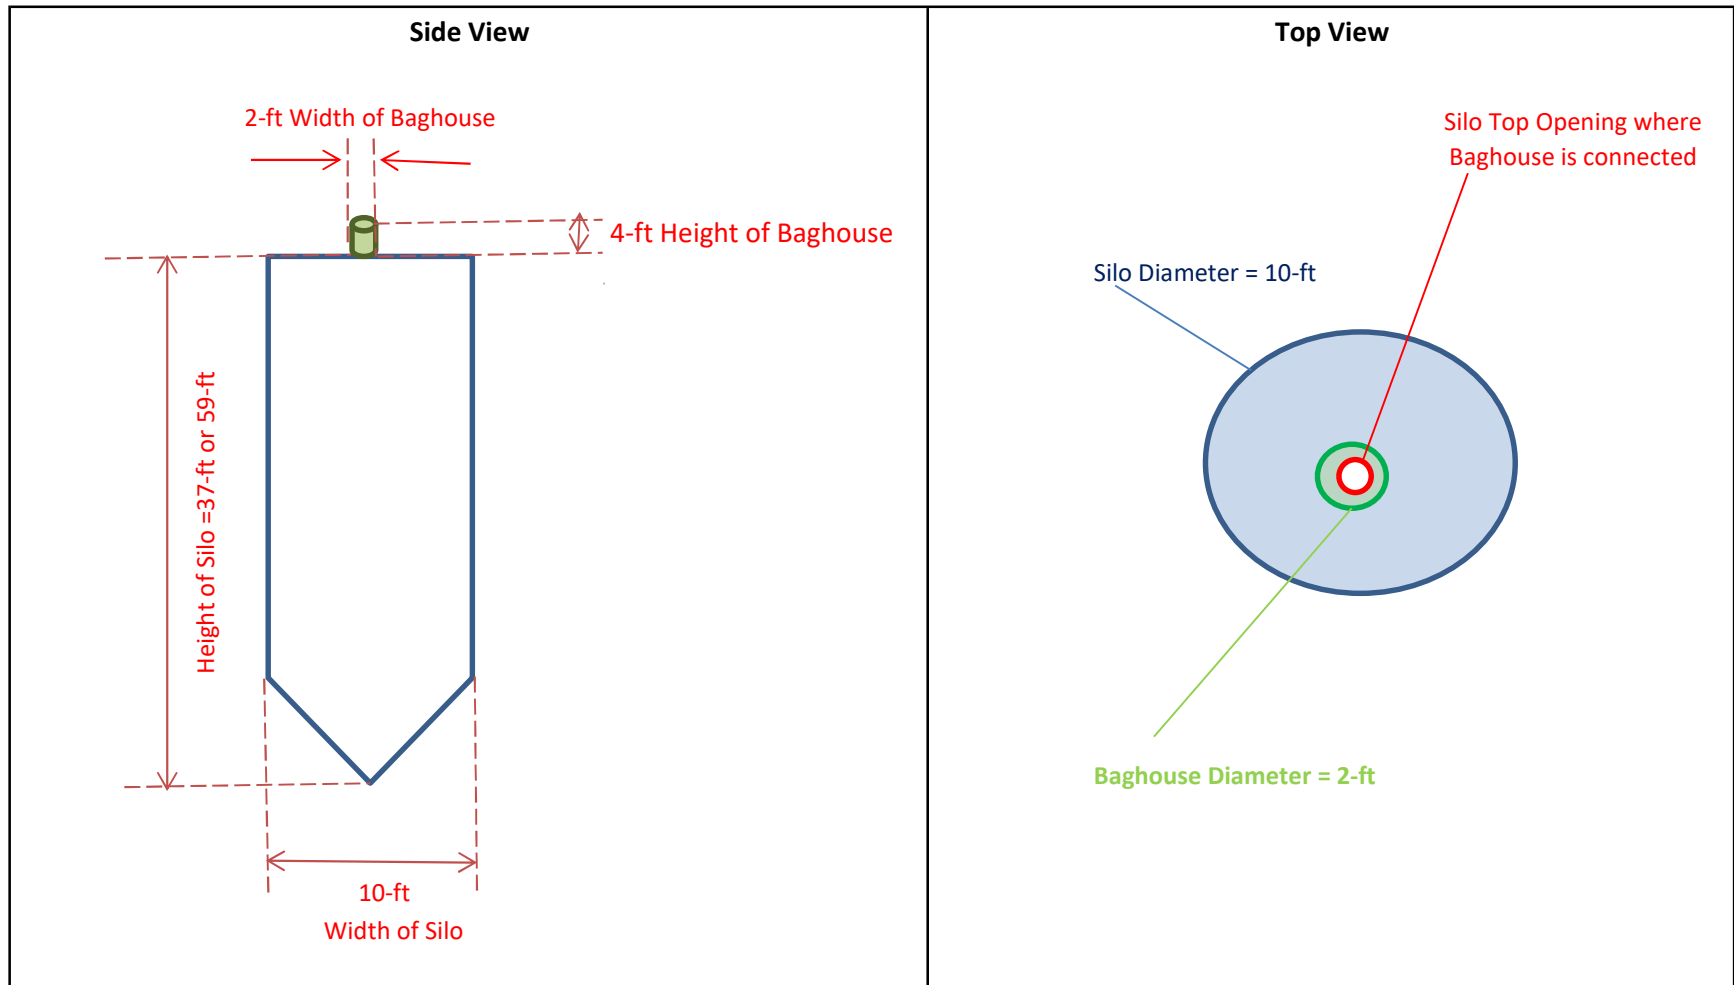 Side View
2-ft Width of Baghouse
4-ft Height of Baghouse
Height of Silo =37-ft or 59-ft
10-ft
Width of Silo
Top View
Silo Top Opening where
Baghouse is connected
Silo Diameter = 10-ft
Baghouse Diameter = 2-ft